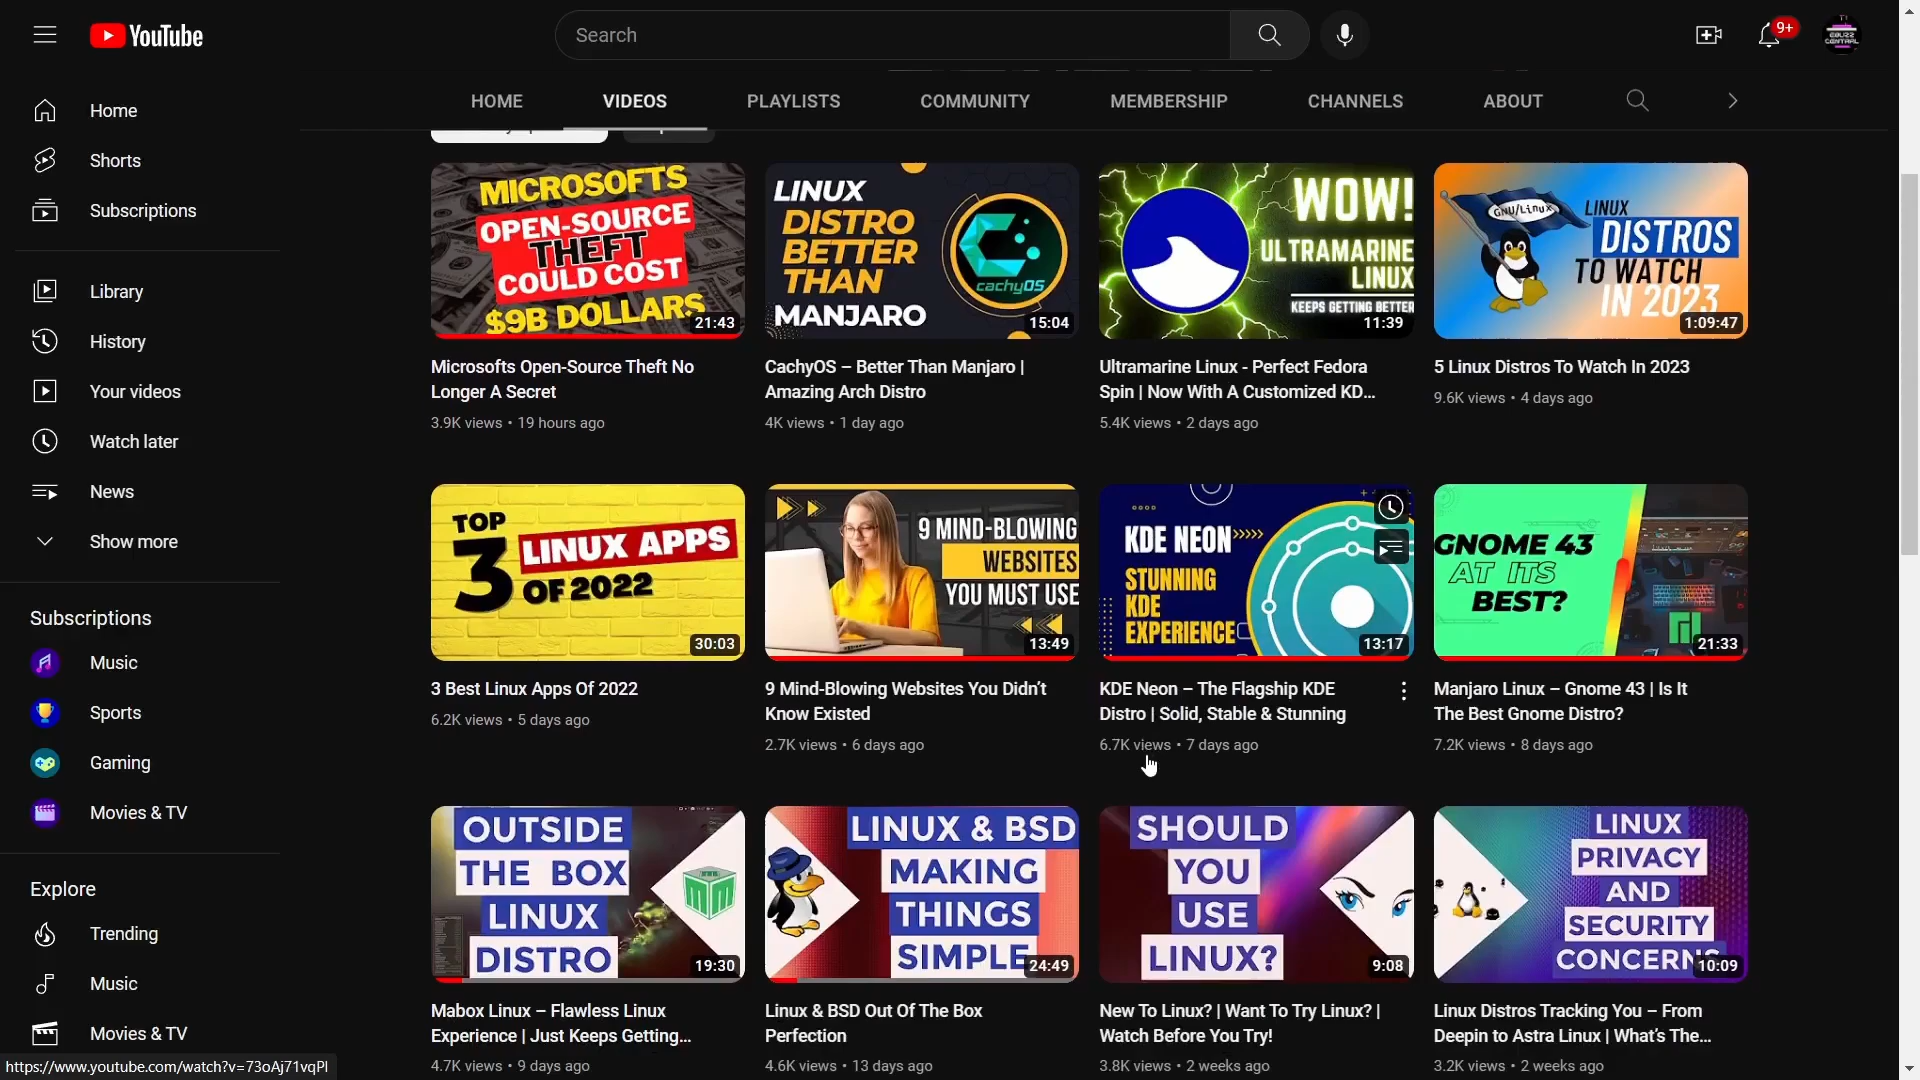 YouTube
Search
9+
EBUZZ
CENTRAL
HOME
VIDEOS
PLAYLISTS
COMMUNITY
MEMBERSHIP
CHANNELS
ABOUT
Home
Shorts
Subscriptions
Library
History
Your videos
Watch later
News
Show more
Subscriptions
Music
Sports
Gaming
Movies & TV
Explore
Trending
Music
Movies & TV
MICROSOFTS
OPEN-SOURCE
THEFT
COULD COST
$9B DOLLARS
21:43
Microsofts Open-Source Theft No
Longer A Secret
3.9K views • 19 hours ago
LINUX
DISTRO
BETTER
THAN
MANJARO
cachyOS
15:04
CachyOS – Better Than Manjaro |
Amazing Arch Distro
4K views • 1 day ago
WOW!
ULTRAMARINE
LINUX
KEEPS GETTING BETTER
11:39
Ultramarine Linux - Perfect Fedora
Spin | Now With A Customized KD...
5.4K views • 2 days ago
GNU/Linux
LINUX
DISTROS
TO WATCH
IN 2023
1:09:47
5 Linux Distros To Watch In 2023
9.6K views • 4 days ago
TOP
3
LINUX APPS
OF 2022
30:03
3 Best Linux Apps Of 2022
6.2K views • 5 days ago
9 MIND-BLOWING
WEBSITES
YOU MUST USE
13:49
9 Mind-Blowing Websites You Didn’t
Know Existed
2.7K views • 6 days ago
KDE NEON
STUNNING
KDE
EXPERIENCE
13:17
KDE Neon – The Flagship KDE
Distro | Solid, Stable & Stunning
6.7K views • 7 days ago
GNOME 43
AT ITS
BEST?
21:33
Manjaro Linux – Gnome 43 | Is It
The Best Gnome Distro?
7.2K views • 8 days ago
OUTSIDE
THE BOX
LINUX
DISTRO
19:30
Mabox Linux – Flawless Linux
Experience | Just Keeps Getting...
4.7K views • 9 days ago
LINUX & BSD
MAKING
THINGS
SIMPLE
24:49
Linux & BSD Out Of The Box
Perfection
4.6K views • 13 days ago
SHOULD
YOU
USE
LINUX?
9:08
New To Linux? | Want To Try Linux? |
Watch Before You Try!
3.8K views • 2 weeks ago
LINUX
PRIVACY
AND
SECURITY
CONCERNS
10:09
Linux Distros Tracking You – From
Deepin to Astra Linux | What’s The...
3.2K views • 2 weeks ago
https://www.youtube.com/watch?v=73oAj71vqPI